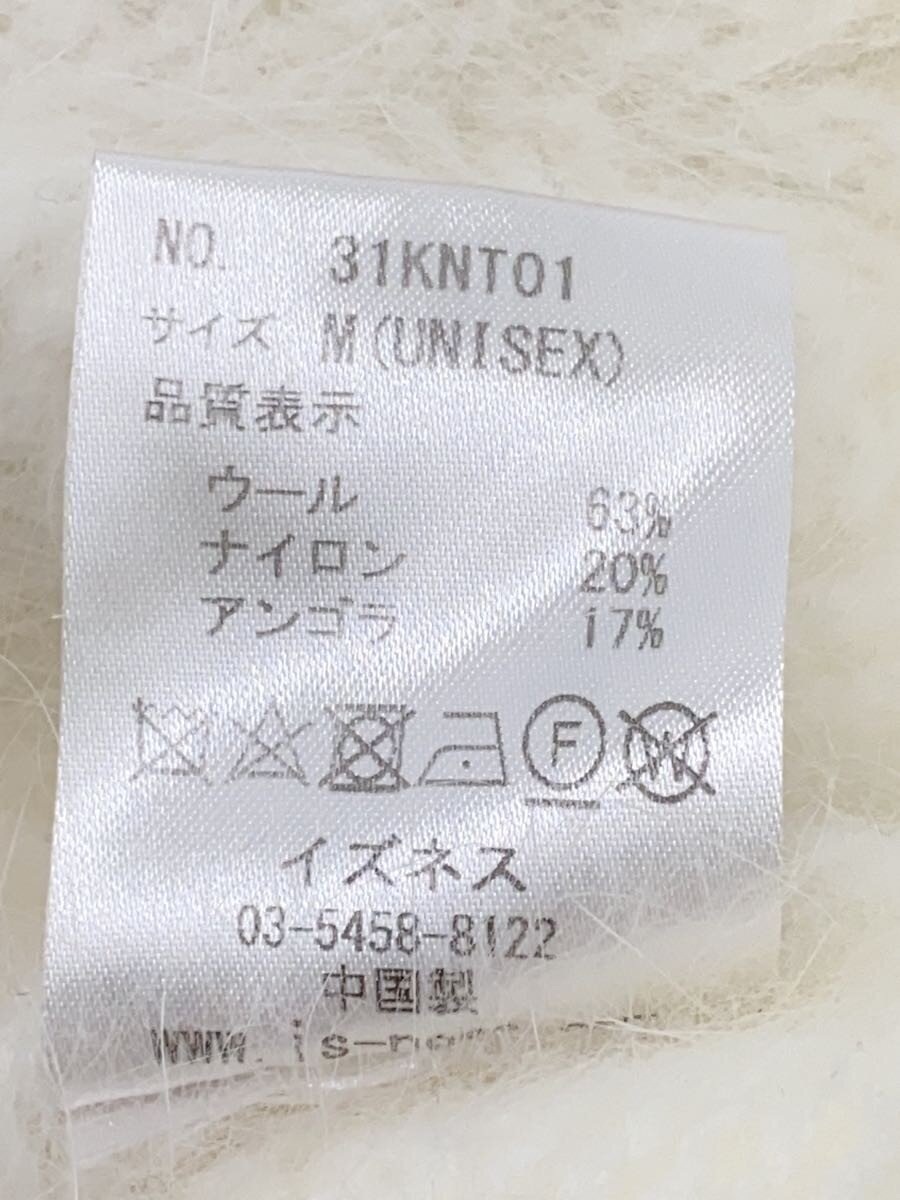 NO. 31KNT01
サイズ M(UNISEX)
品質表示
ウール 63%
ナイロン 20%
アンゴラ 17%
F W
イズネス
03-5458-8122
中国製